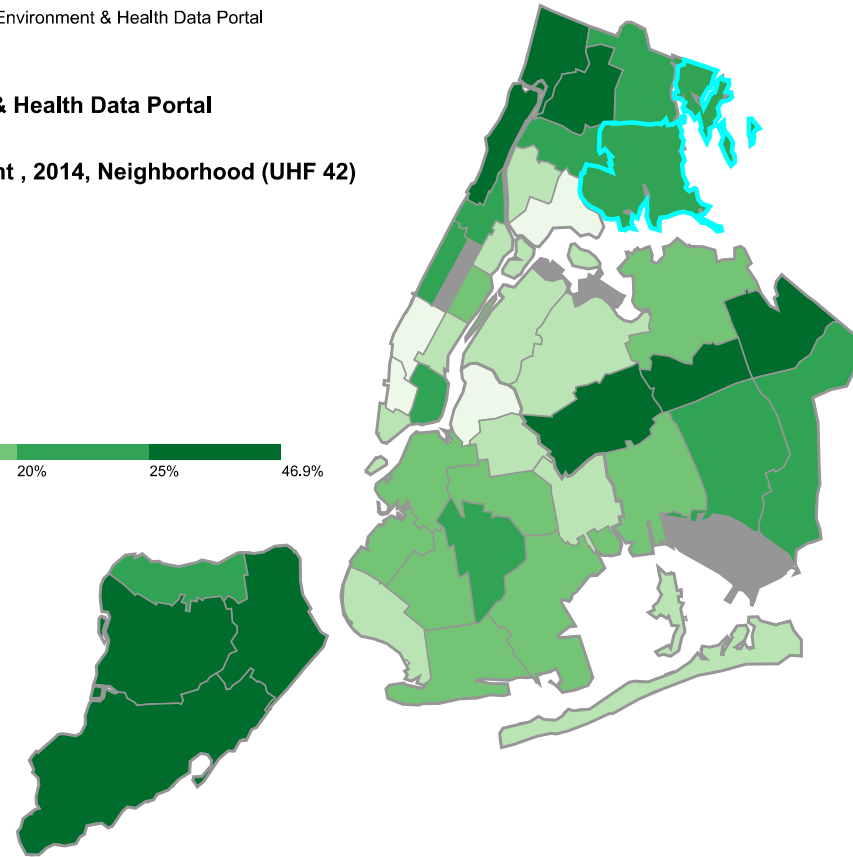 Environment & Health Data Portal
& Health Data Portal
nt , 2014, Neighborhood (UHF 42)
20% 25% 46.9%